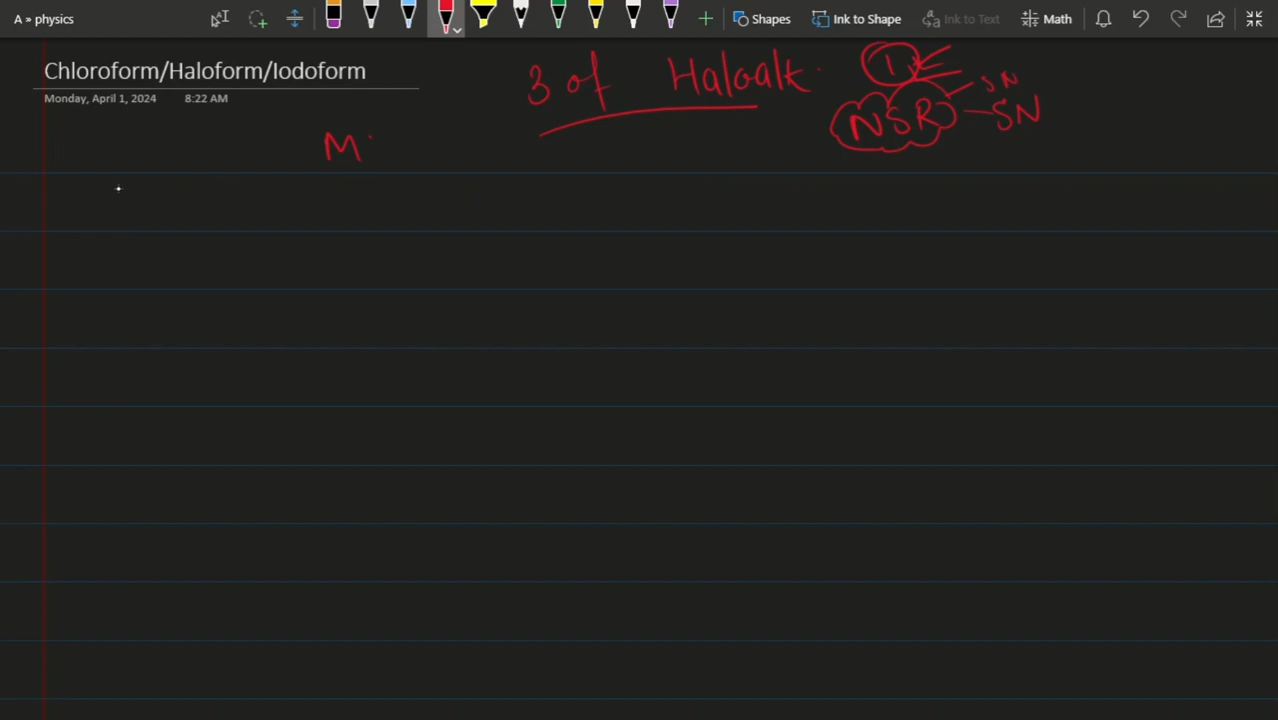 A » physics
Shapes Ink to Shape Ink to Text Math
Chloroform/Haloform/Iodoform
Monday, April 1, 2024 8:22 AM
3 of Haloalk. 1
NSR SN
SN
M.